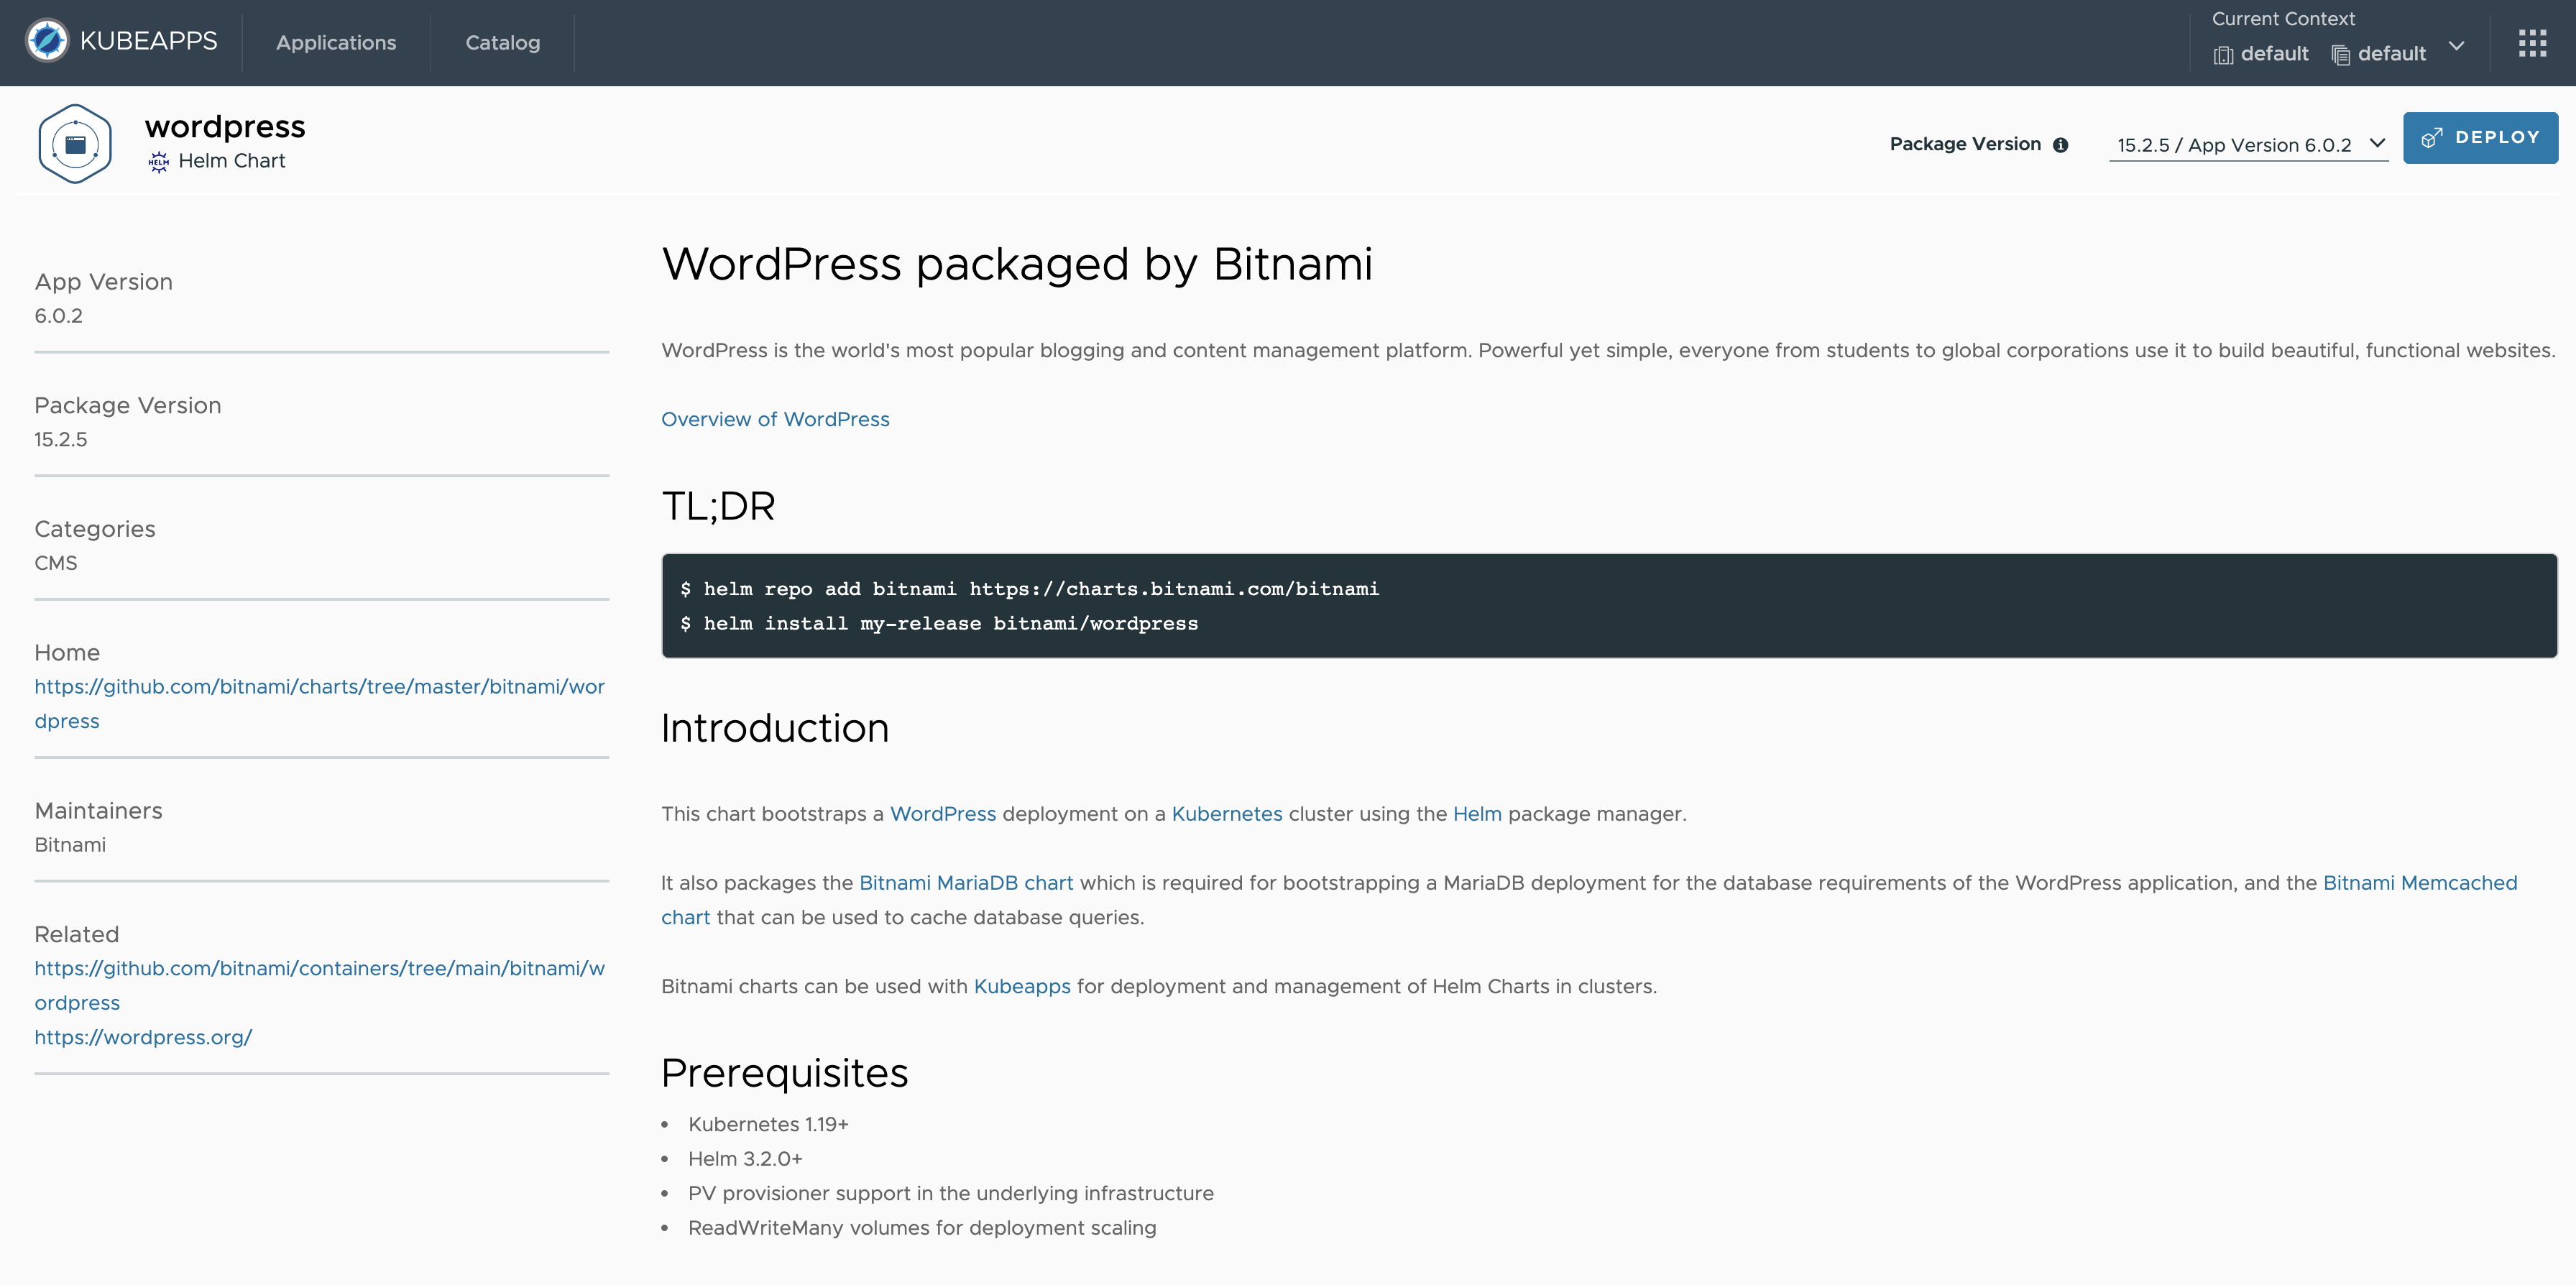 KUBEAPPS
Applications
Catalog
Current Context
default default
wordpress
HELM Helm Chart
Package Version
15.2.5 / App Version 6.0.2
DEPLOY
App Version
6.0.2
Package Version
15.2.5
Categories
CMS
Home
https://github.com/bitnami/charts/tree/master/bitnami/wor
dpress
Maintainers
Bitnami
Related
https://github.com/bitnami/containers/tree/main/bitnami/w
ordpress
https://wordpress.org/
WordPress packaged by Bitnami
WordPress is the world's most popular blogging and content management platform. Powerful yet simple, everyone from students to global corporations use it to build beautiful, functional websites.
Overview of WordPress
TL;DR
$ helm repo add bitnami https://charts.bitnami.com/bitnami
$ helm install my-release bitnami/wordpress
Introduction
This chart bootstraps a WordPress deployment on a Kubernetes cluster using the Helm package manager.
It also packages the Bitnami MariaDB chart which is required for bootstrapping a MariaDB deployment for the database requirements of the WordPress application, and the Bitnami Memcached
chart that can be used to cache database queries.
Bitnami charts can be used with Kubeapps for deployment and management of Helm Charts in clusters.
Prerequisites
• Kubernetes 1.19+
• Helm 3.2.0+
• PV provisioner support in the underlying infrastructure
• ReadWriteMany volumes for deployment scaling